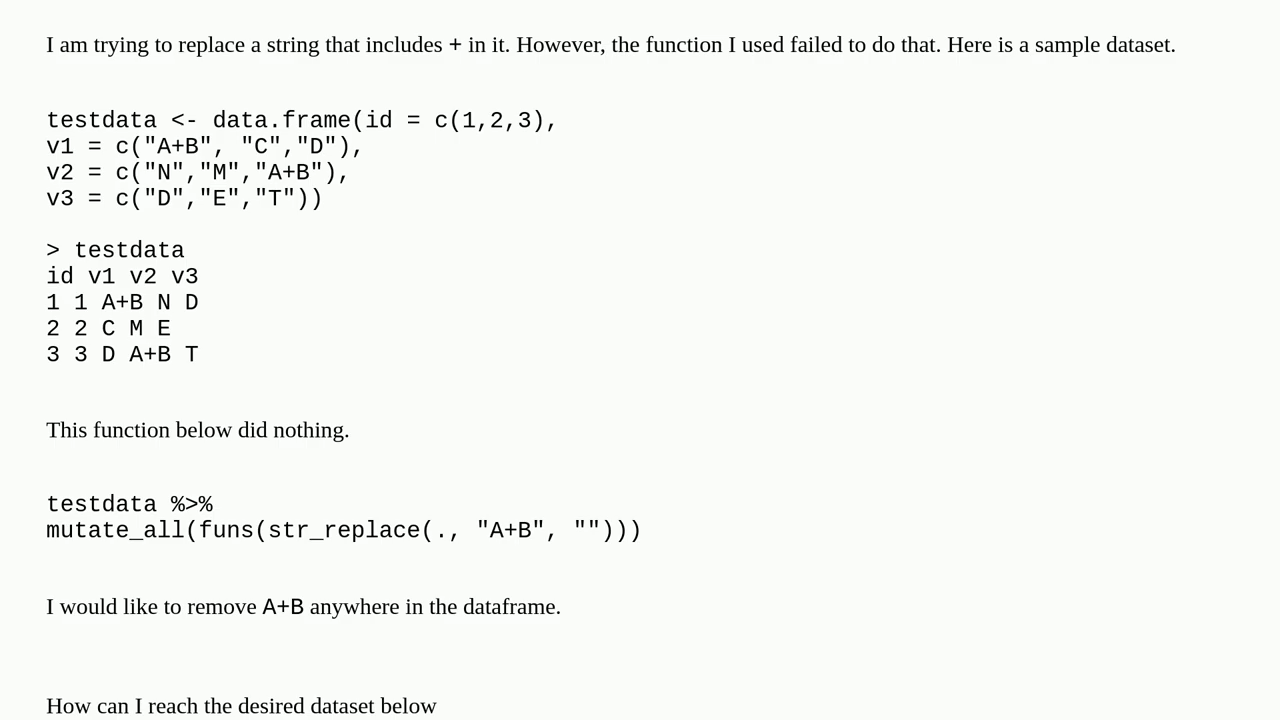 I am trying to replace a string that includes + in it. However, the function I used failed to do that. Here is a sample dataset.
testdata <- data.frame(id = c(1,2,3),
v1 = c("A+B", "C","D"),
v2 = c("N","M","A+B"),
v3 = c("D","E","T"))
> testdata
id v1 v2 v3
1 1 A+B N D
2 2 C M E
3 3 D A+B T
This function below did nothing.
testdata %>%
mutate_all(funs(str_replace(., "A+B", "")))
I would like to remove A+B anywhere in the dataframe.
How can I reach the desired dataset below